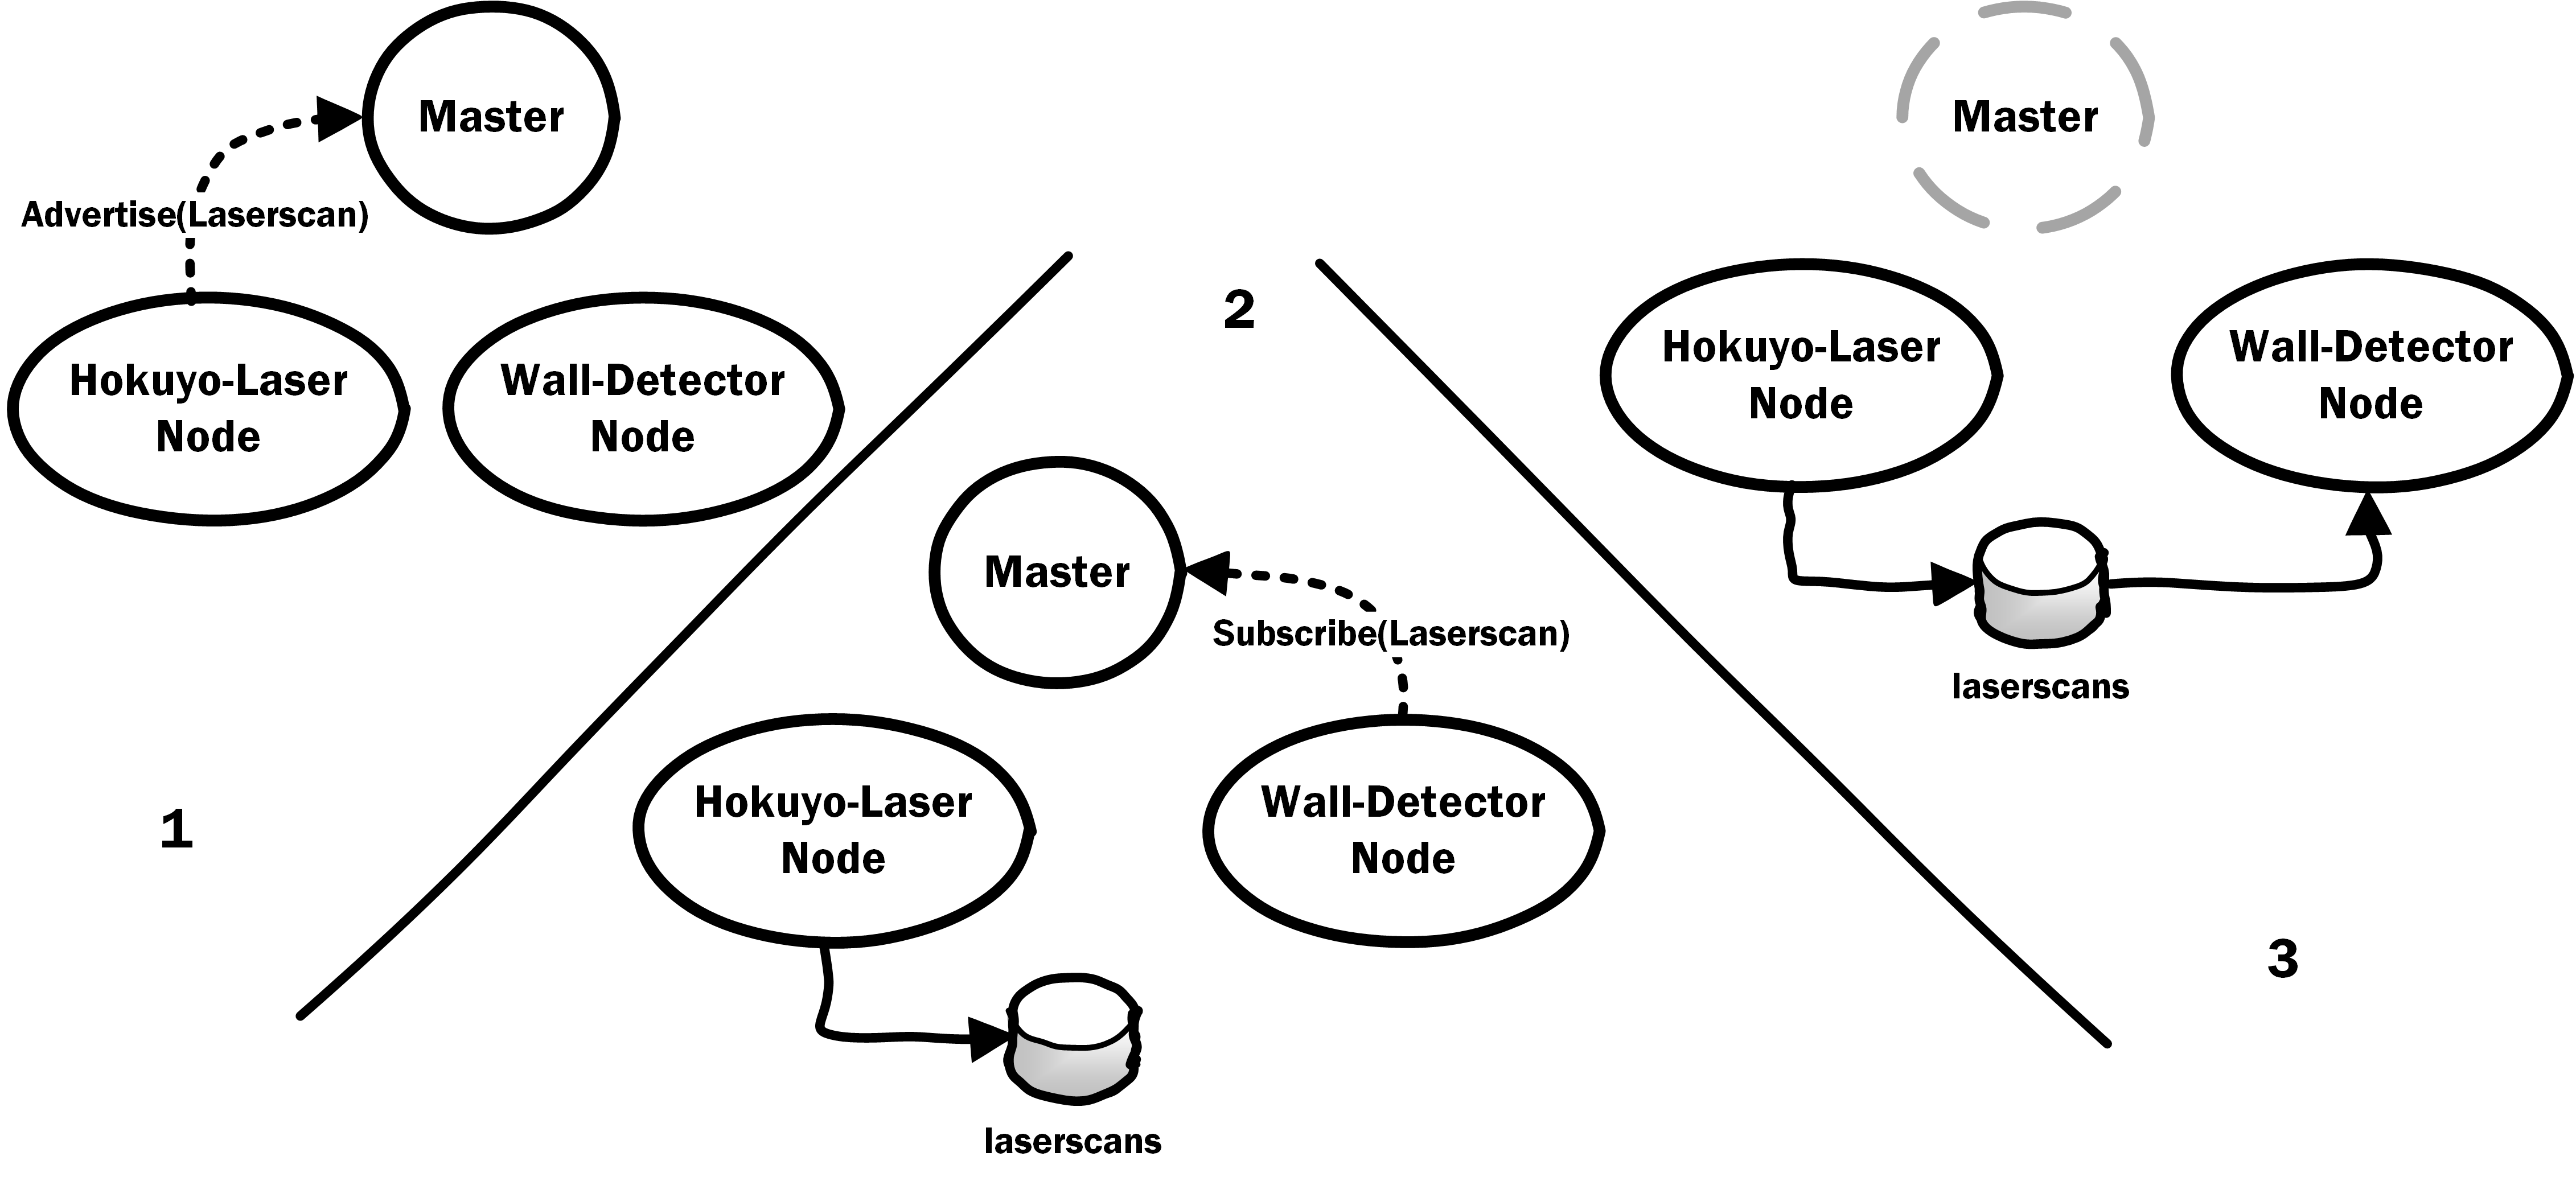 Master
Advertise(Laserscan)
Hokuyo-Laser
Node
Wall-Detector
Node
1
2
Master
Subscribe(Laserscan)
Hokuyo-Laser
Node
Wall-Detector
Node
laserscans
Master
Hokuyo-Laser
Node
Wall-Detector
Node
laserscans
3